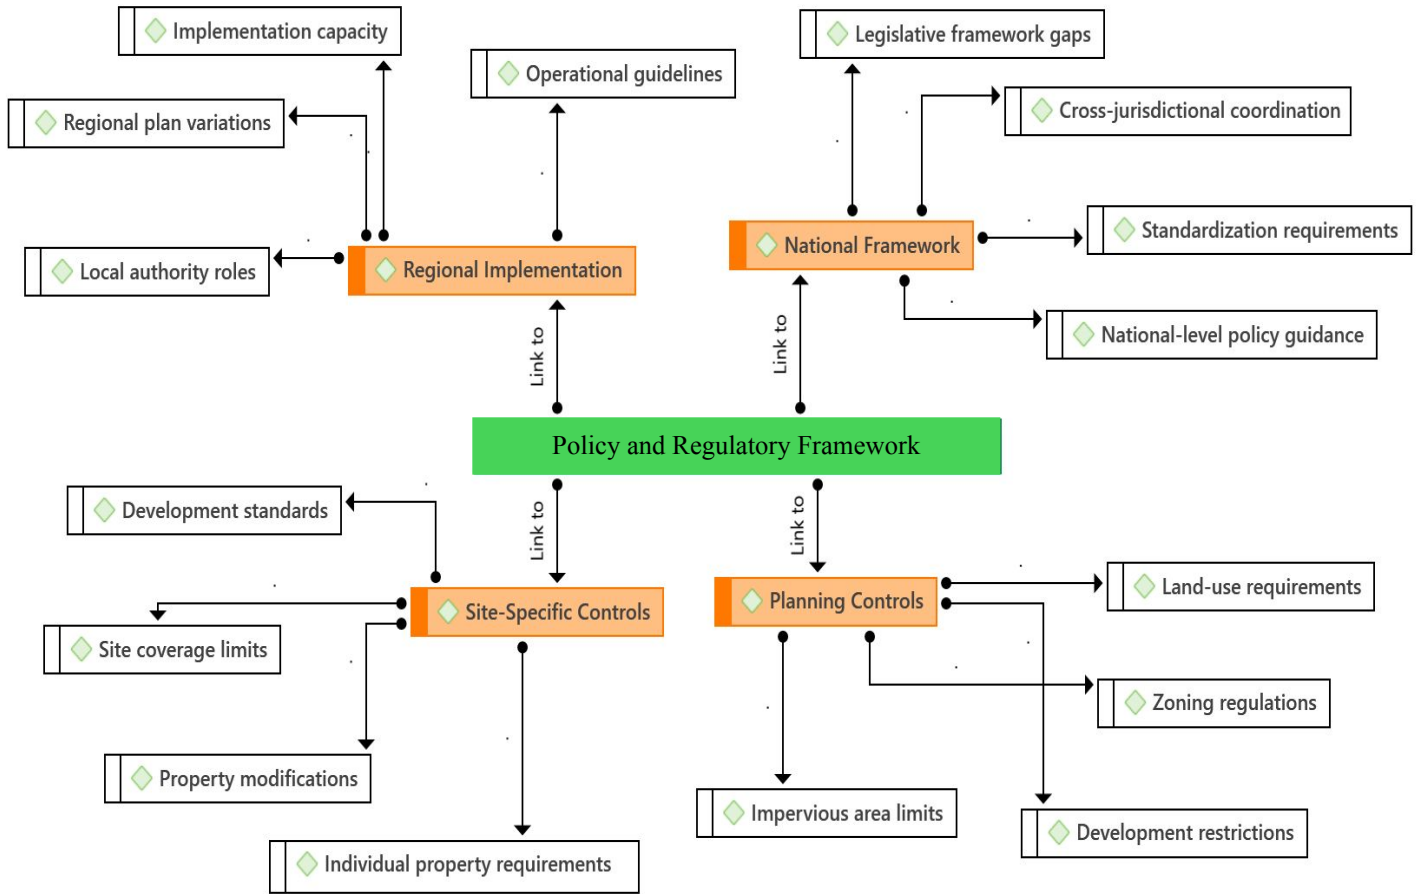 Implementation capacity
Legislative framework gaps
Operational guidelines
Cross-jurisdictional coordination
Regional plan variations
Standardization requirements
National Framework
Local authority roles
Regional Implementation
National-level policy guidance
Link to
Link to
Policy and Regulatory Framework
Development standards
Link to
Link to
Land-use requirements
Site-Specific Controls
Planning Controls
Site coverage limits
Zoning regulations
Property modifications
Impervious area limits
Development restrictions
Individual property requirements